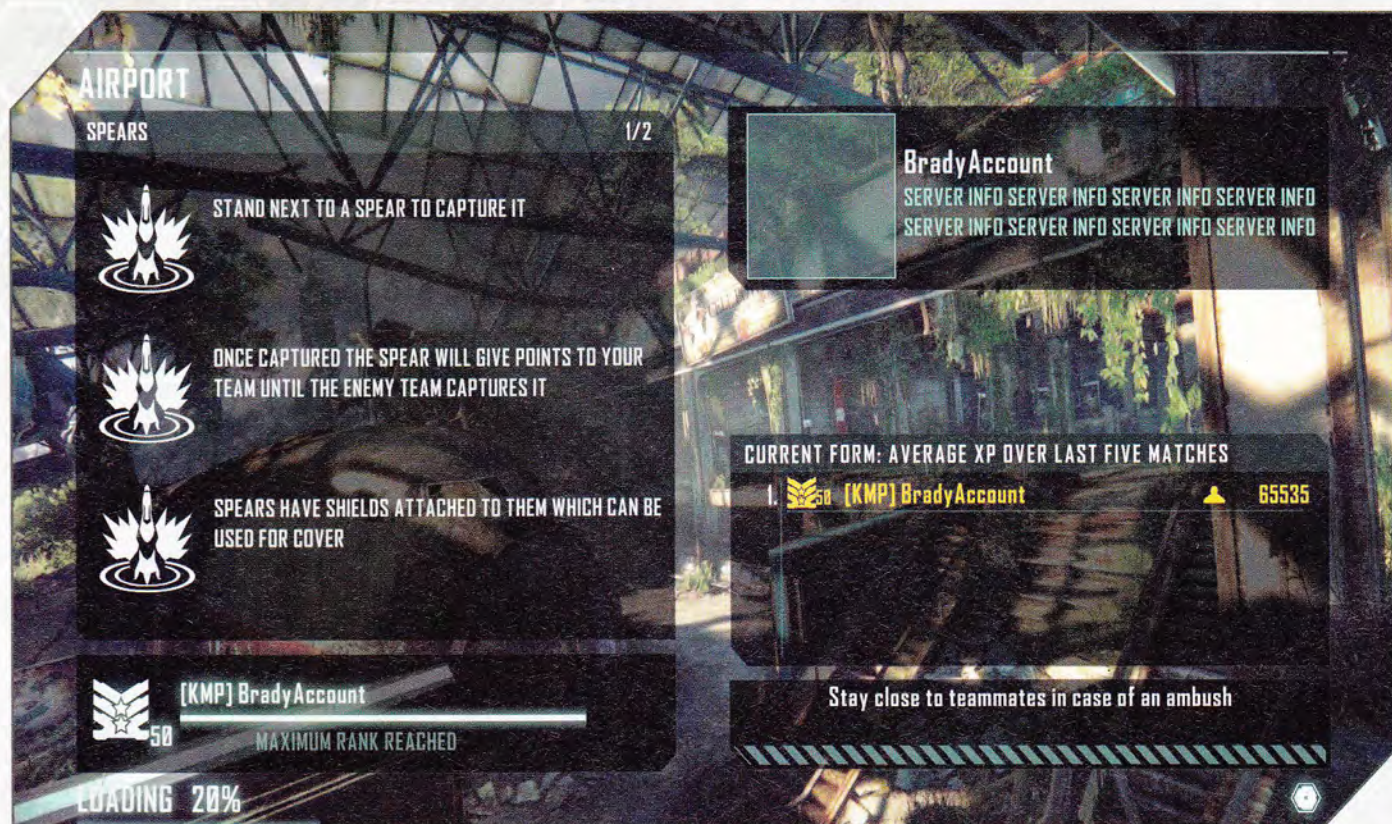 AIRPORT
SPEARS 1/2
STAND NEXT TO A SPEAR TO CAPTURE IT
ONCE CAPTURED THE SPEAR WILL GIVE POINTS TO YOUR
TEAM UNTIL THE ENEMY TEAM CAPTURES IT
SPEARS HAVE SHIELDS ATTACHED TO THEM WHICH CAN BE
USED FOR COVER
[KMP] BradyAccount
50
MAXIMUM RANK REACHED
LOADING 20%
BradyAccount
SERVER INFO SERVER INFO SERVER INFO SERVER INFO
SERVER INFO SERVER INFO SERVER INFO SERVER INFO
CURRENT FORM: AVERAGE XP OVER LAST FIVE MATCHES
1. 50 [KMP] BradyAccount 65535
Stay close to teammates in case of an ambush